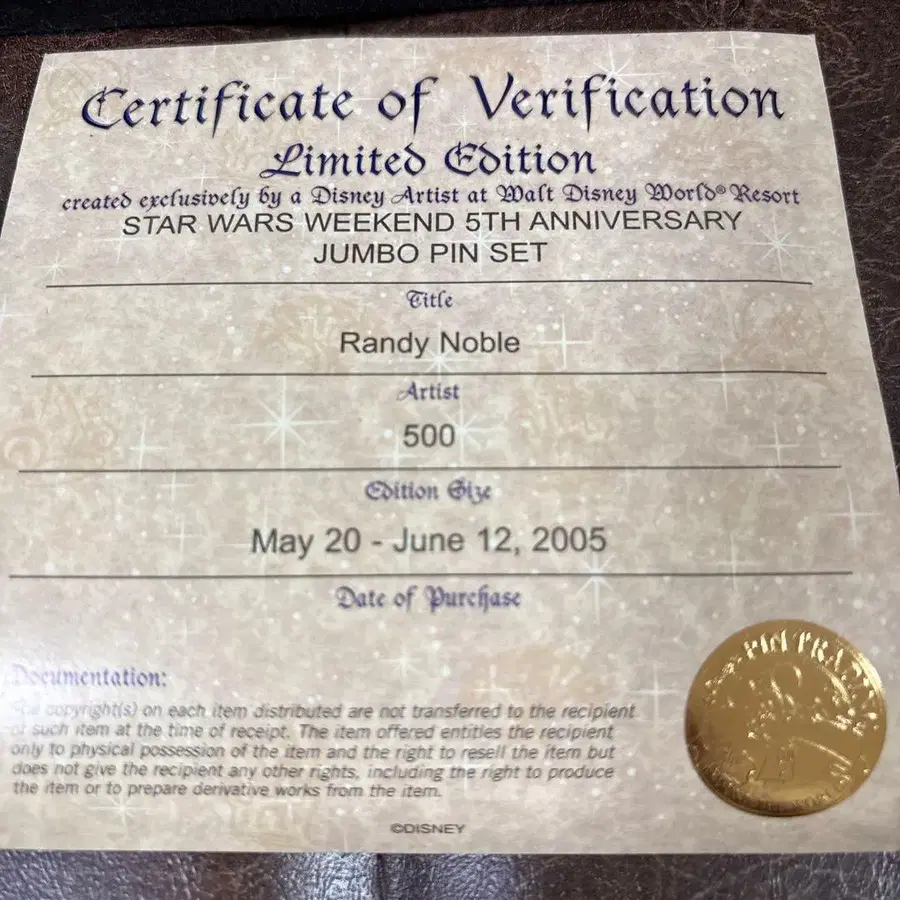 Certificate of Verification
Limited Edition
created exclusively by a Disney Artist at Walt Disney World® Resort
STAR WARS WEEKEND 5TH ANNIVERSARY
JUMBO PIN SET
Title
Randy Noble
Artist
500
Edition Size
May 20 - June 12, 2005
Date of Purchase
Documentation:
The copyright(s) on each item distributed are not transferred to the recipient
of such item at the time of receipt. The item offered entitles the recipient
only to physical possession of the item and the right to resell the item but
does not give the recipient any other rights, including the right to produce
the item or to prepare derivative works from the item.
©DISNEY
PIN TRADING